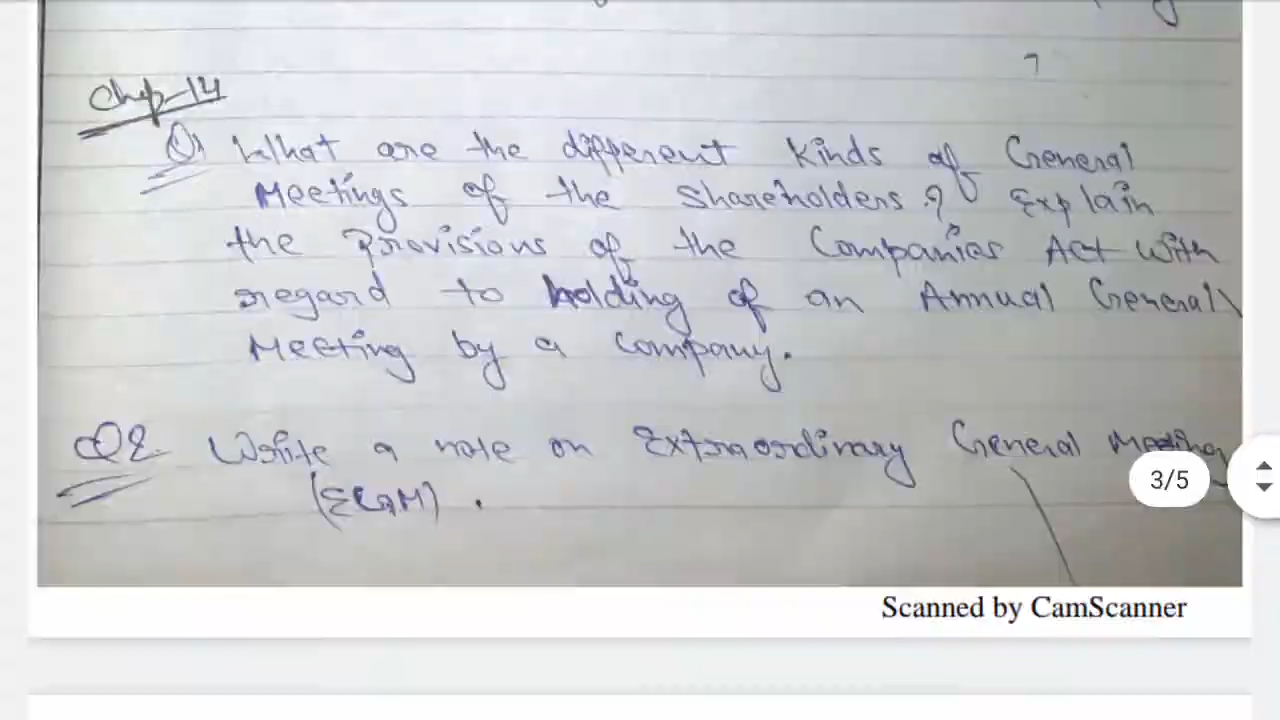 Chap-14
Q1 What are the different Kinds of General
Meetings of the Shareholders? Explain
the Provisions of the Companies Act with
regard to holding of an Annual General
Meeting by a company.
Q2 Write a note on Extraordinary General Meeting
(EGM).
3/5
Scanned by CamScanner